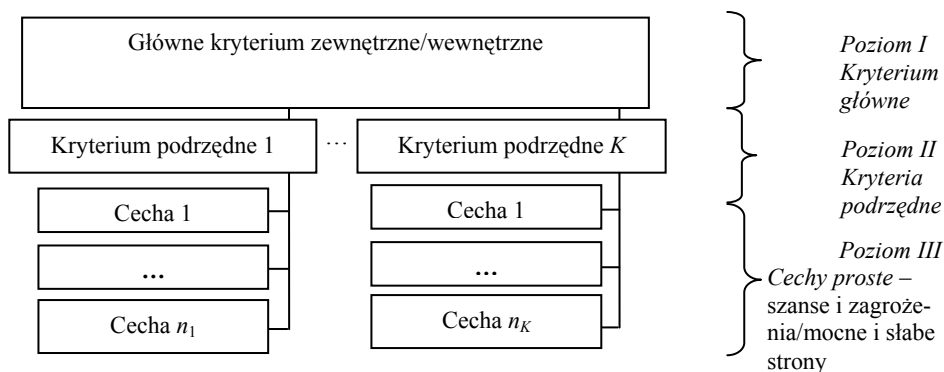 Główne kryterium zewnętrzne/wewnętrzne
Poziom I
Kryterium
główne
Kryterium podrzędne 1
...
Kryterium podrzędne K
Poziom II
Kryteria
podrzędne
Cecha 1
...
Cecha n1
Cecha 1
...
Cecha nK
Poziom III
Cechy proste –
szanse i zagroże-
nia/mocne i słabe
strony